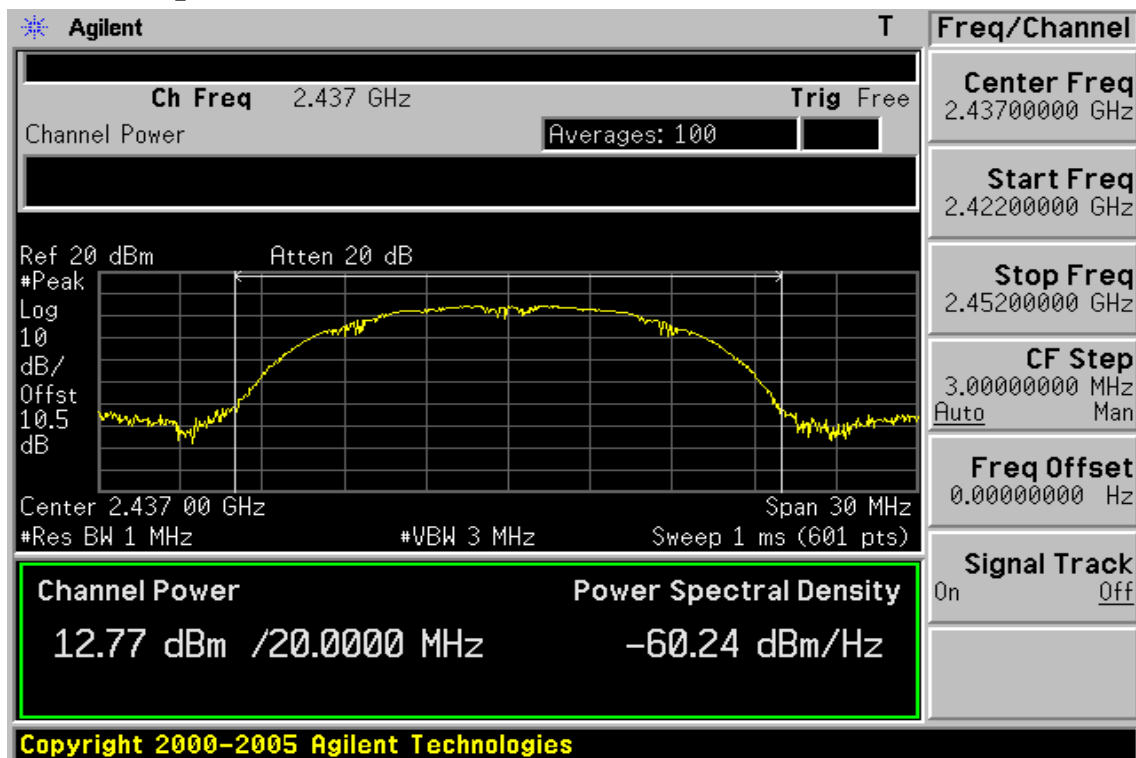 Agilent T
Ch Freq 2.437 GHz Trig Free
Channel Power Averages: 100
Ref 20 dBm Atten 20 dB
#Peak
Log
10
dB/
Offst
10.5
dB
Center 2.437 00 GHz Span 30 MHz
#Res BW 1 MHz #VBW 3 MHz Sweep 1 ms (601 pts)
Channel Power Power Spectral Density
12.77 dBm /20.0000 MHz -60.24 dBm/Hz
Copyright 2000-2005 Agilent Technologies
Freq/Channel
Center Freq
2.43700000 GHz
Start Freq
2.42200000 GHz
Stop Freq
2.45200000 GHz
CF Step
3.00000000 MHz
Auto Man
Freq Offset
0.00000000 Hz
Signal Track
On Off